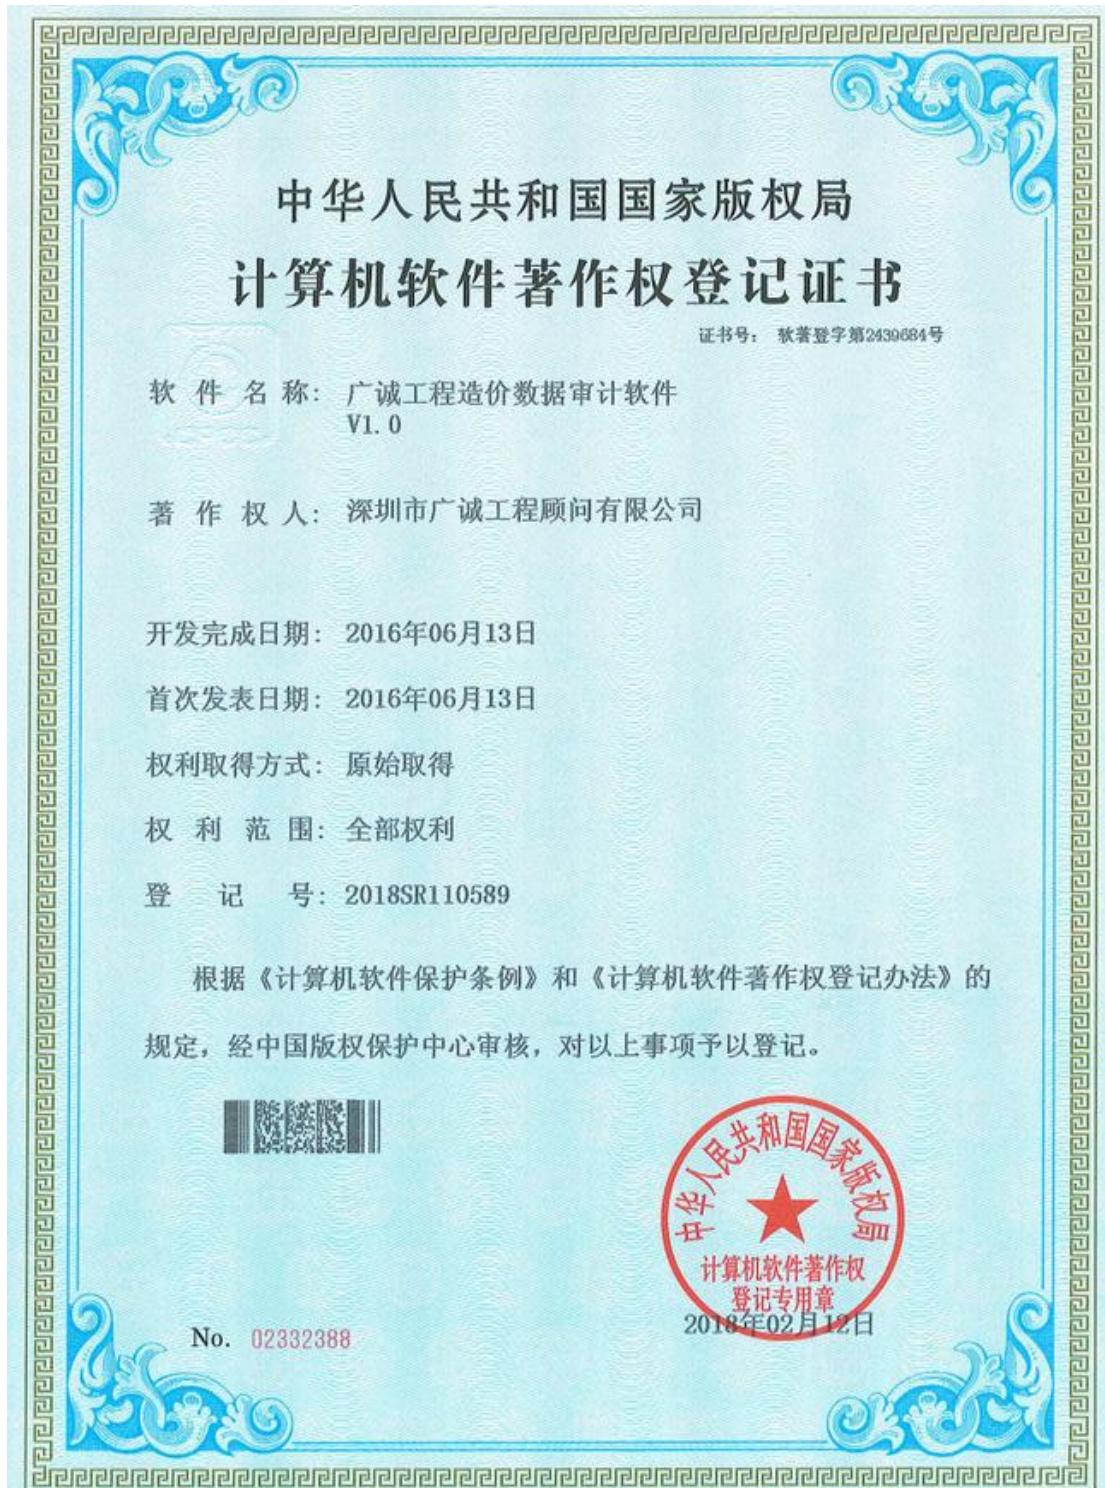 中华人民共和国国家版权局
计算机软件著作权登记证书
证书号： 软著登字第2439684号
软件名称： 广诚工程造价数据审计软件
V1.0
著作权人： 深圳市广诚工程顾问有限公司
开发完成日期： 2016年06月13日
首次发表日期： 2016年06月13日
权利取得方式： 原始取得
权利范围： 全部权利
登记号： 2018SR110589
根据《计算机软件保护条例》和《计算机软件著作权登记办法》的
规定，经中国版权保护中心审核，对以上事项予以登记。
中华人民共和国国家版权局
计算机软件著作权
登记专用章
2018年02月12日
No. 02332388